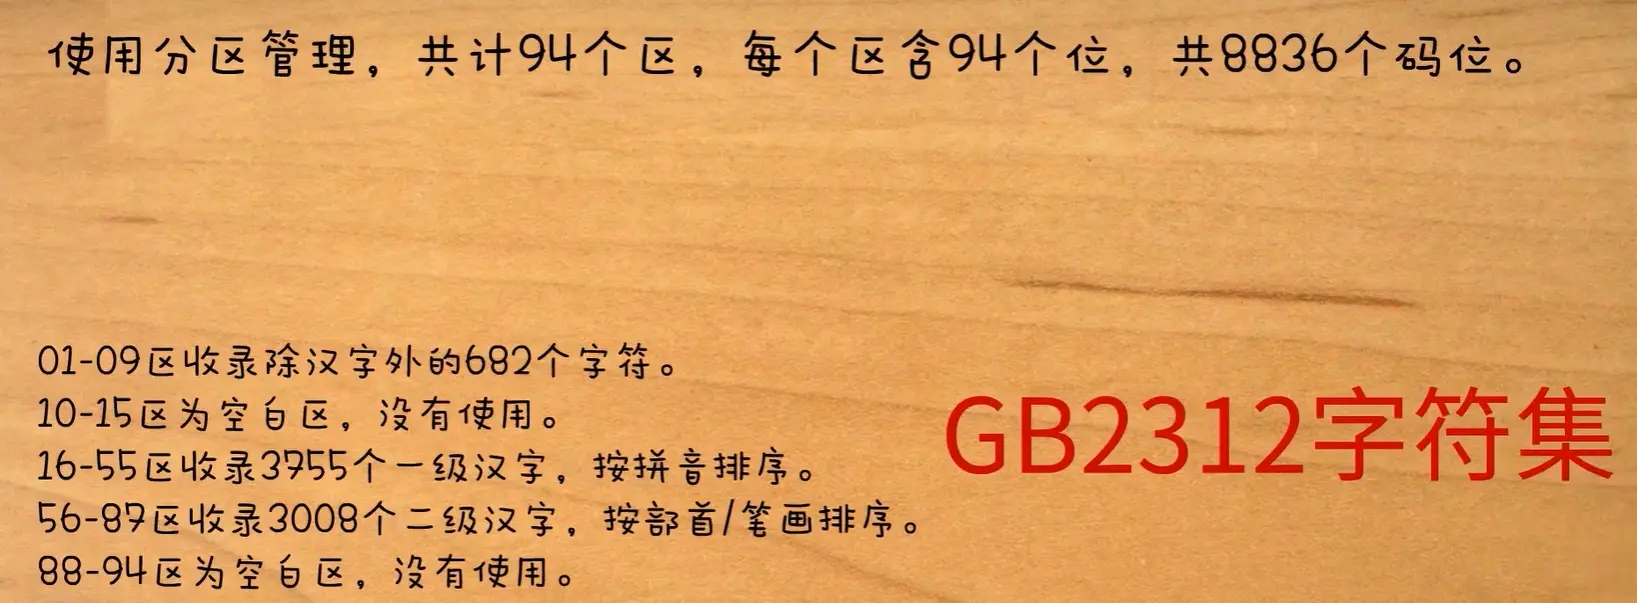 使用分区管理，共计94个区，每个区含94个位，共8836个码位。
01-09区收录除汉字外的682个字符。
10-15区为空白区，没有使用。
16-55区收录3755个一级汉字，按拼音排序。
GB2312字符集
56-87区收录3008个二级汉字，按部首/笔画排序。
88-94区为空白区，没有使用。